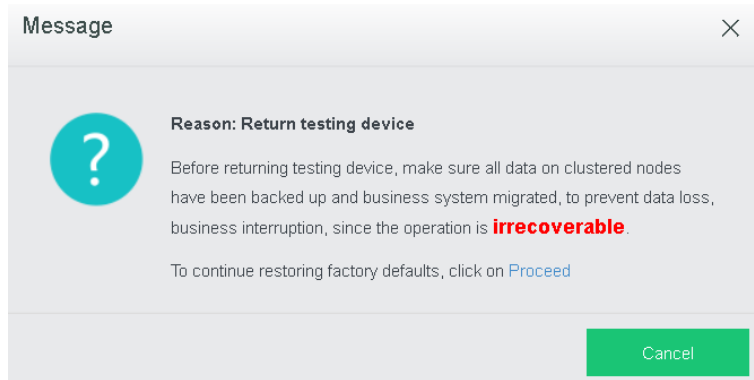 Message
Reason: Return testing device
Before returning testing device, make sure all data on clustered nodes
have been backed up and business system migrated, to prevent data loss,
business interruption, since the operation is irrecoverable.
To continue restoring factory defaults, click on Proceed
Cancel